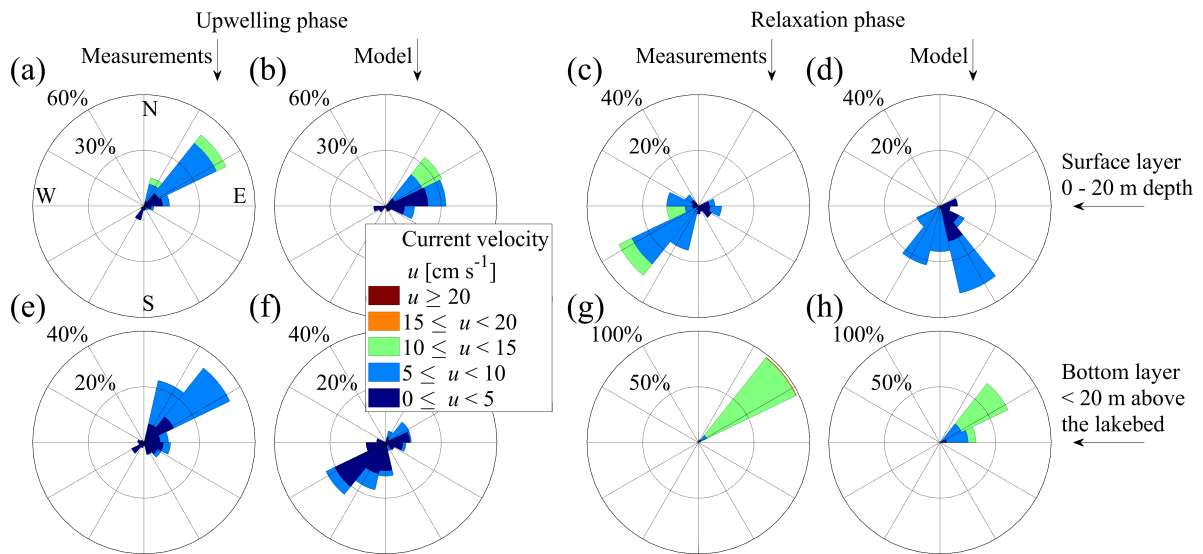 Upwelling phase
Relaxation phase
Measurements
Model
Measurements
Model
(a)
(b)
(c)
(d)
60%
N
30%
W
E
S
60%
30%
40%
20%
40%
20%
Surface layer
0 - 20 m depth
Current velocity
u [cm s-1]
u ≥ 20
15 ≤ u < 20
10 ≤ u < 15
5 ≤ u < 10
0 ≤ u < 5
(e)
(f)
(g)
(h)
40%
20%
40%
20%
100%
50%
100%
50%
Bottom layer
< 20 m above
the lakebed